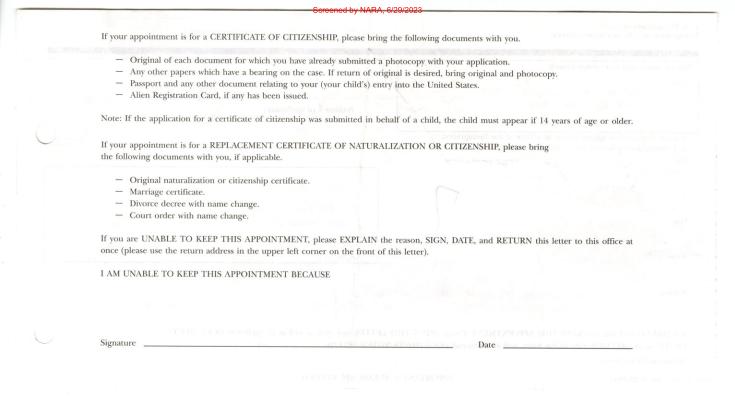 Screened by NARA, 6/29/2023
If your appointment is for a CERTIFICATE OF CITIZENSHIP, please bring the following documents with you.
— Original of each document for which you have already submitted a photocopy with your application.
— Any other papers which have a bearing on the case. If return of original is desired, bring original and photocopy.
— Passport and any other document relating to your (your child's) entry into the United States.
— Alien Registration Card, if any has been issued.
Note: If the application for a certificate of citizenship was submitted in behalf of a child, the child must appear if 14 years of age or older.
If your appointment is for a REPLACEMENT CERTIFICATE OF NATURALIZATION OR CITIZENSHIP, please bring
the following documents with you, if applicable.
— Original naturalization or citizenship certificate.
— Marriage certificate.
— Divorce decree with name change.
— Court order with name change.
If you are UNABLE TO KEEP THIS APPOINTMENT, please EXPLAIN the reason, SIGN, DATE, and RETURN this letter to this office at
once (please use the return address in the upper left corner on the front of this letter).
I AM UNABLE TO KEEP THIS APPOINTMENT BECAUSE
Signature Date